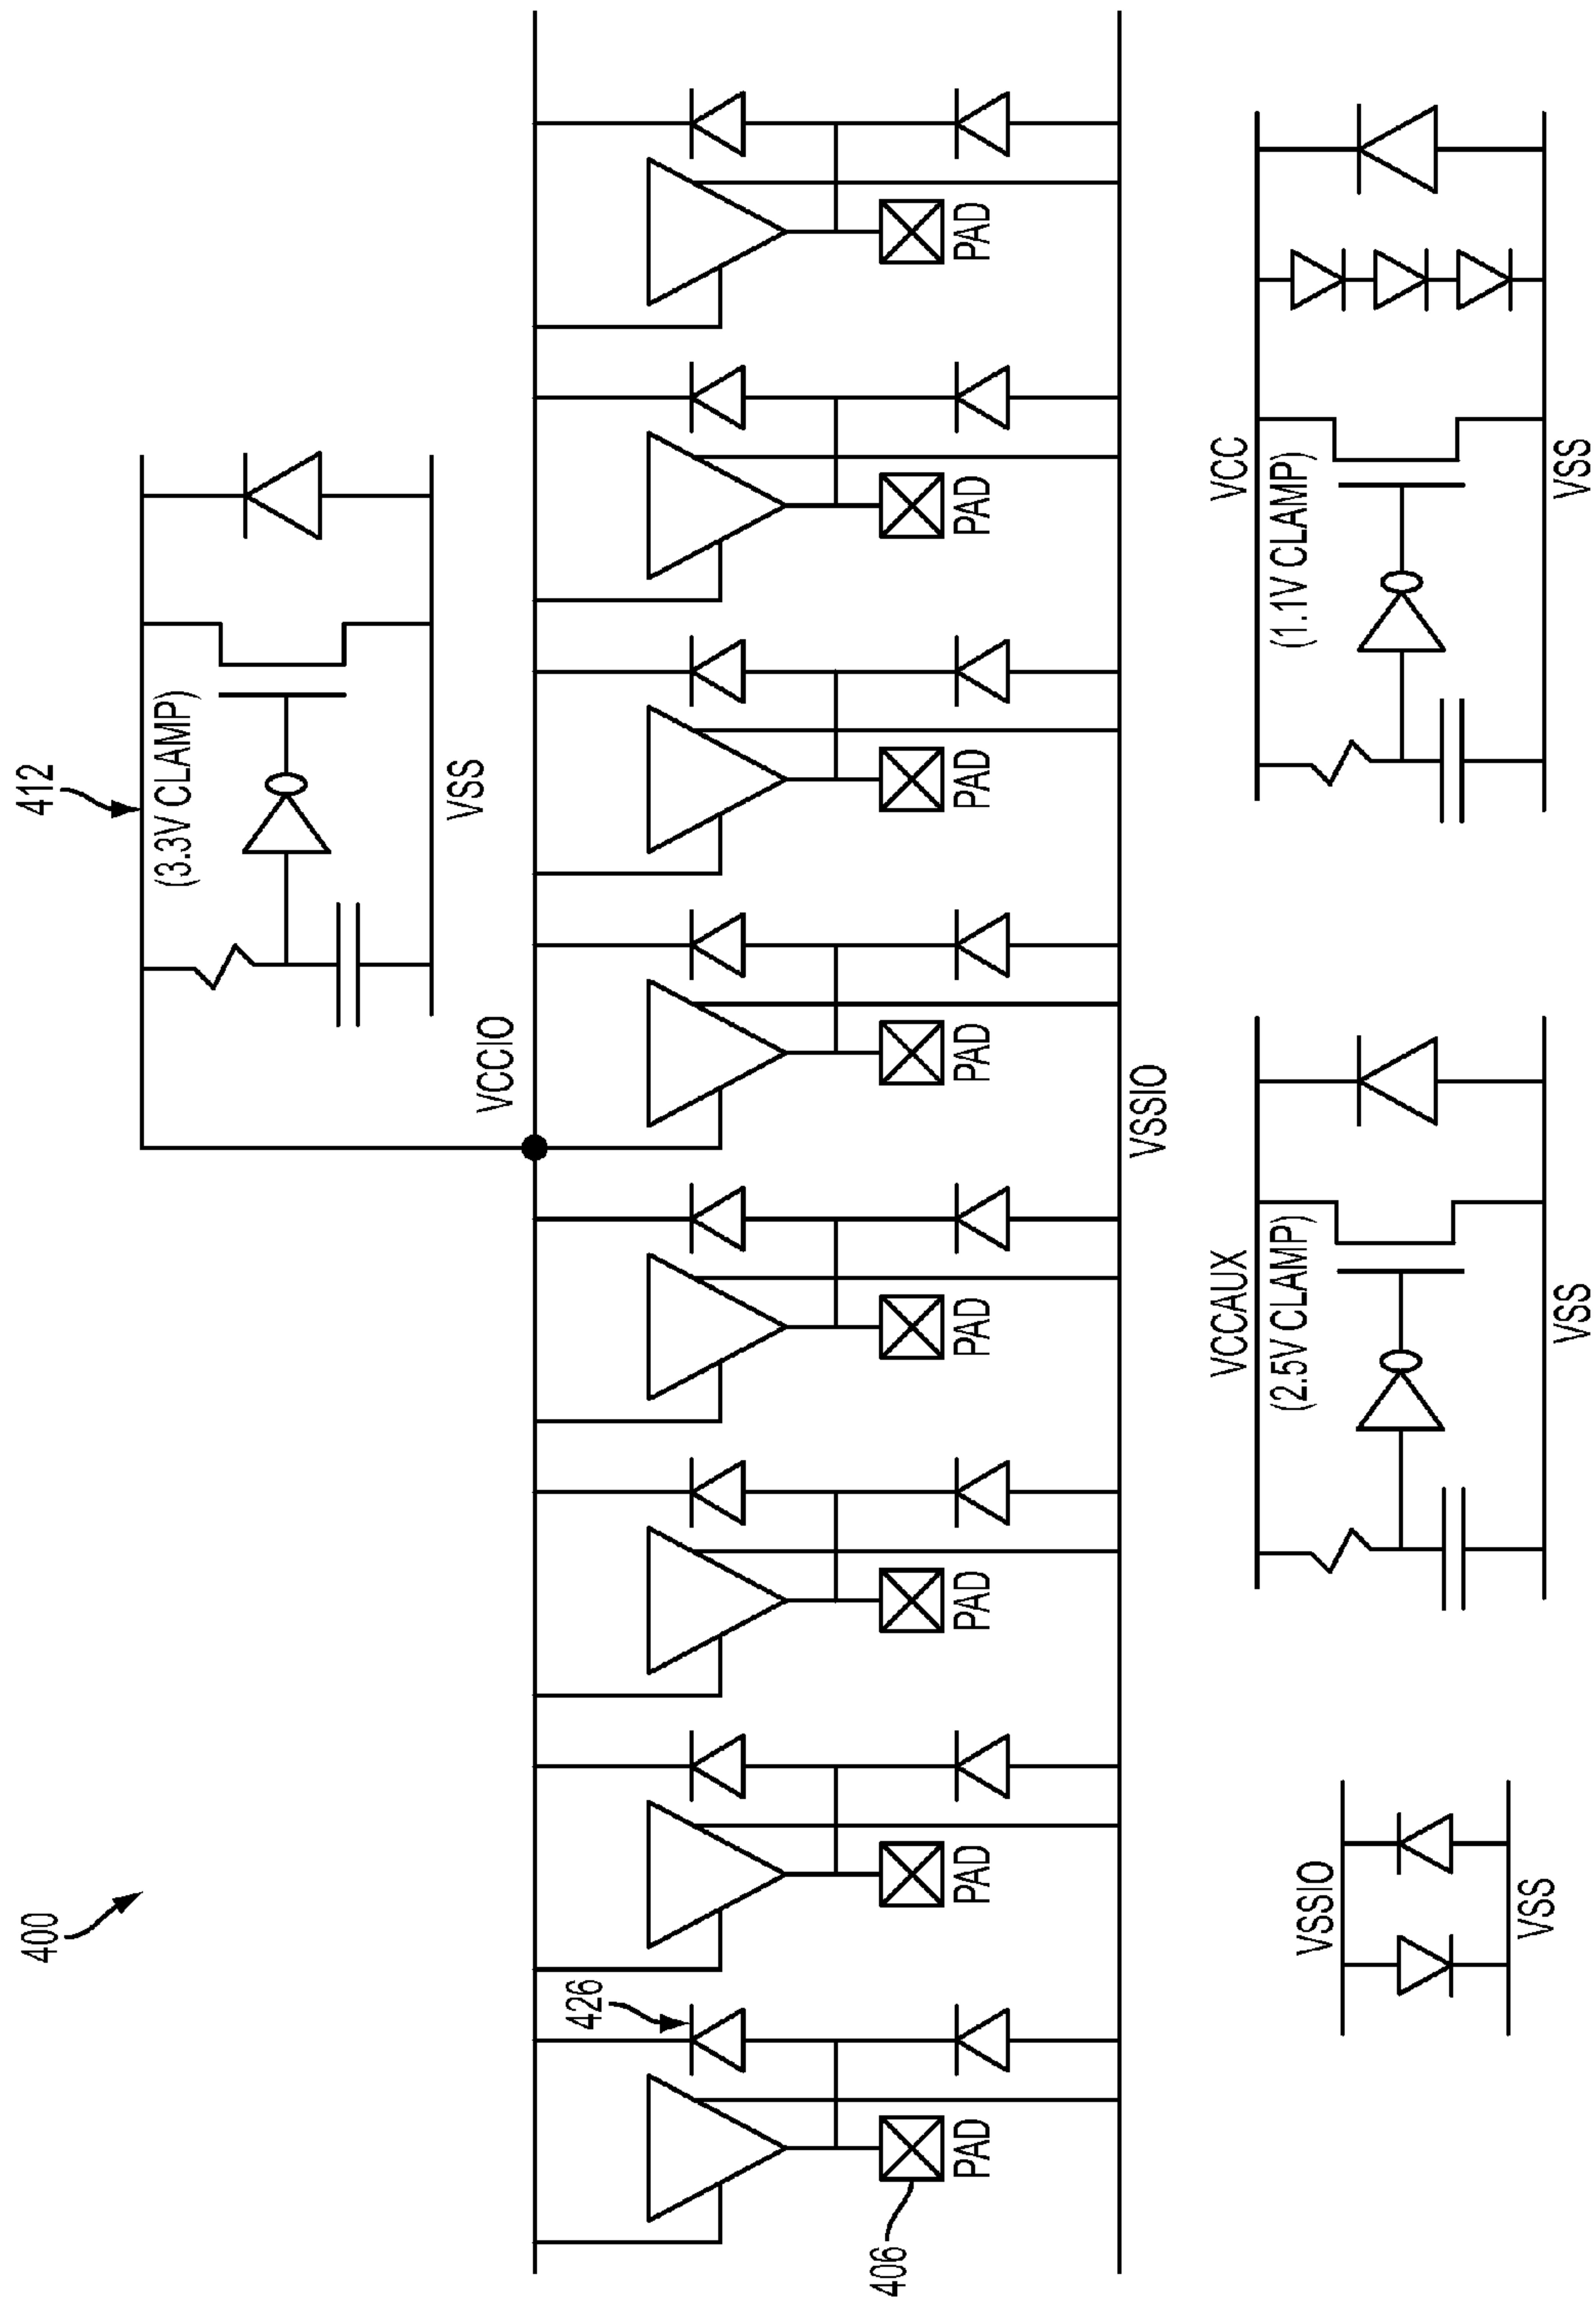 400
412
(3.3V CLAMP)
VSS
VCCIO
426
406
PAD
PAD
PAD
PAD
PAD
PAD
PAD
PAD
VSSIO
VSSIO
VSS
VCCAUX
(2.5V CLAMP)
VSS
VCC
(1.1V CLAMP)
VSS